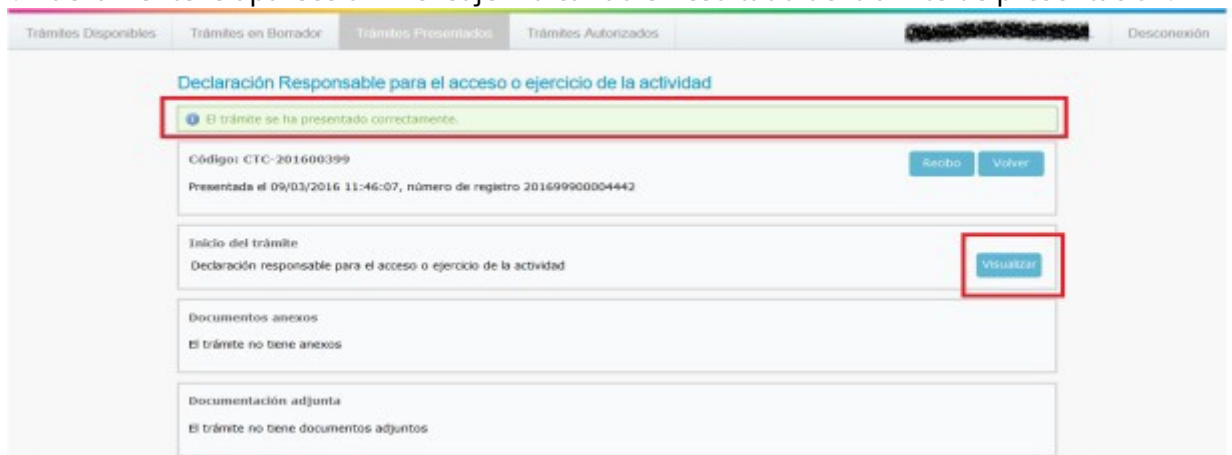 Trámites Disponibles
Trámites en Borrador
Trámites Presentados
Trámites Autorizados
Desconexión
Declaración Responsable para el acceso o ejercicio de la actividad
El trámite se ha presentado correctamente.
Código: CTC-201600399
Recibo
Volver
Presentada el 09/03/2016 11:46:07, número de registro 201699900004442
Inicio del trámite
Declaración responsable para el acceso o ejercicio de la actividad
Visualizar
Documentos anexos
El trámite no tiene anexos
Documentación adjunta
El trámite no tiene documentos adjuntos